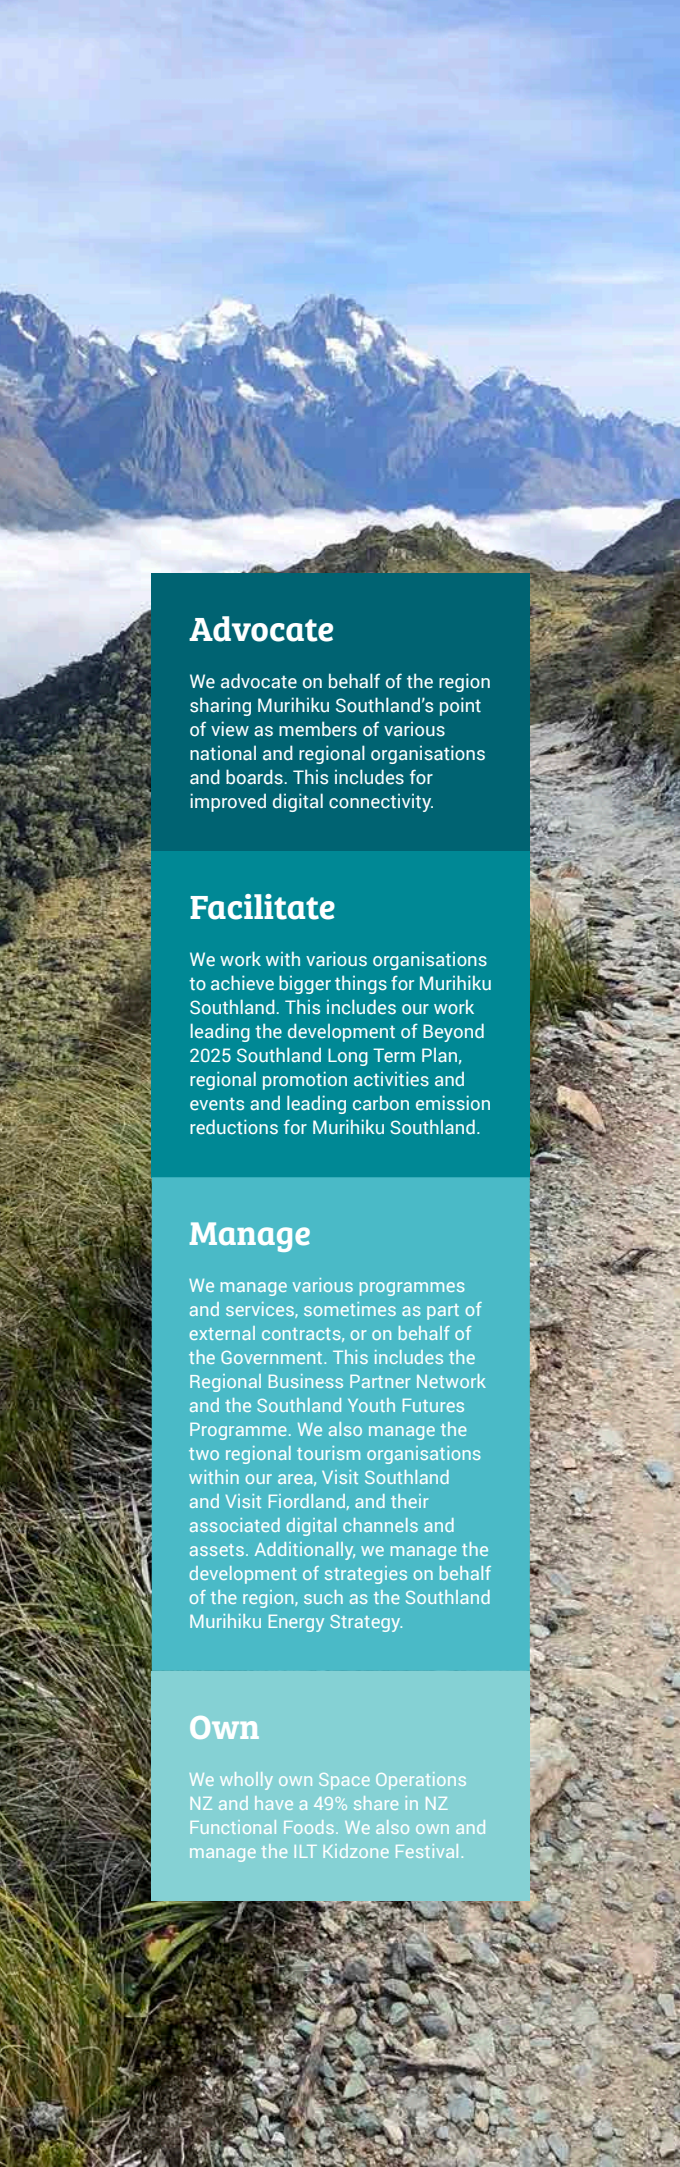 Advocate
We advocate on behalf of the region
sharing Murihiku Southland’s point
of view as members of various
national and regional organisations
and boards. This includes for
improved digital connectivity.
Facilitate
We work with various organisations
to achieve bigger things for Murihiku
Southland. This includes our work
leading the development of Beyond
2025 Southland Long Term Plan,
regional promotion activities and
events and leading carbon emission
reductions for Murihiku Southland.
Manage
We manage various programmes
and services, sometimes as part of
external contracts, or on behalf of
the Government. This includes the
Regional Business Partner Network
and the Southland Youth Futures
Programme. We also manage the
two regional tourism organisations
within our area, Visit Southland
and Visit Fiordland, and their
associated digital channels and
assets. Additionally, we manage the
development of strategies on behalf
of the region, such as the Southland
Murihiku Energy Strategy.
Own
We wholly own Space Operations
NZ and have a 49% share in NZ
Functional Foods. We also own and
manage the ILT Kidzone Festival.